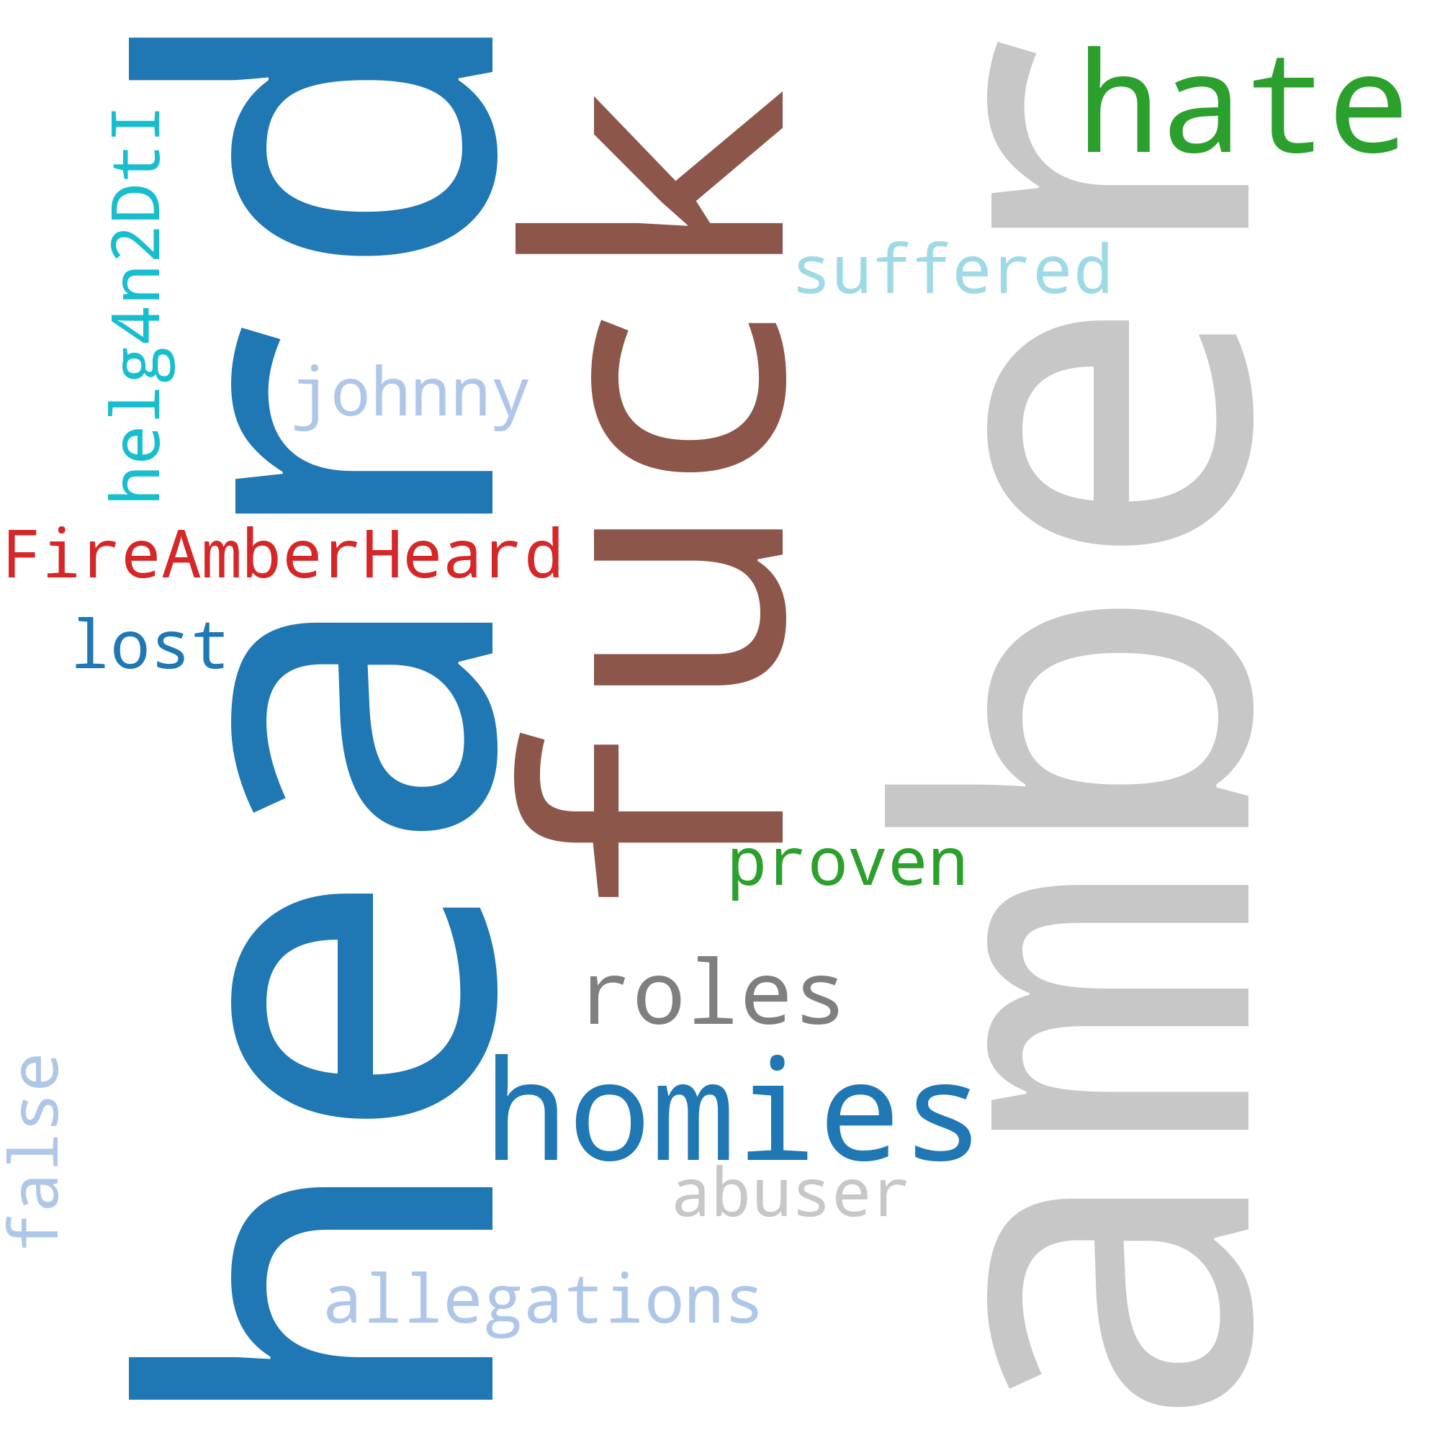 heard
fuck
amber
hate
helg4n2DtI
suffered
johnny
FireAmberHeard
lost
proven
roles
homies
false
abuser
allegations